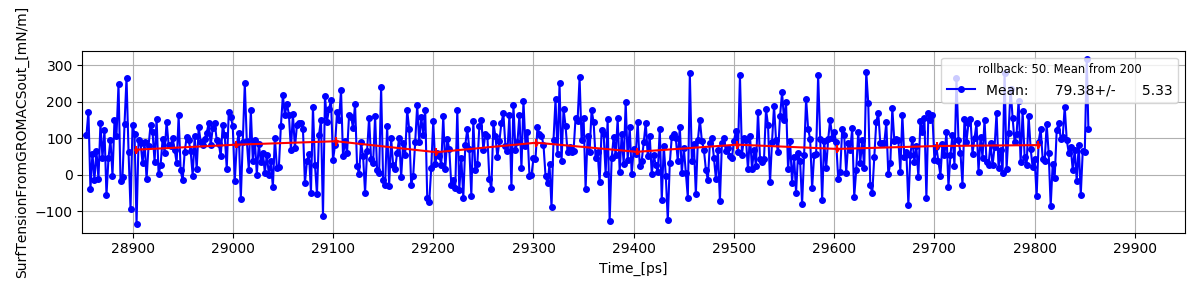 SurfTensionFromGROMACSout_[mN/m]
300
200
100
0
−100
rollback: 50. Mean from 200
Mean: 79.38+/- 5.33
28900 29000 29100 29200 29300 29400 29500 29600 29700 29800 29900
Time_[ps]